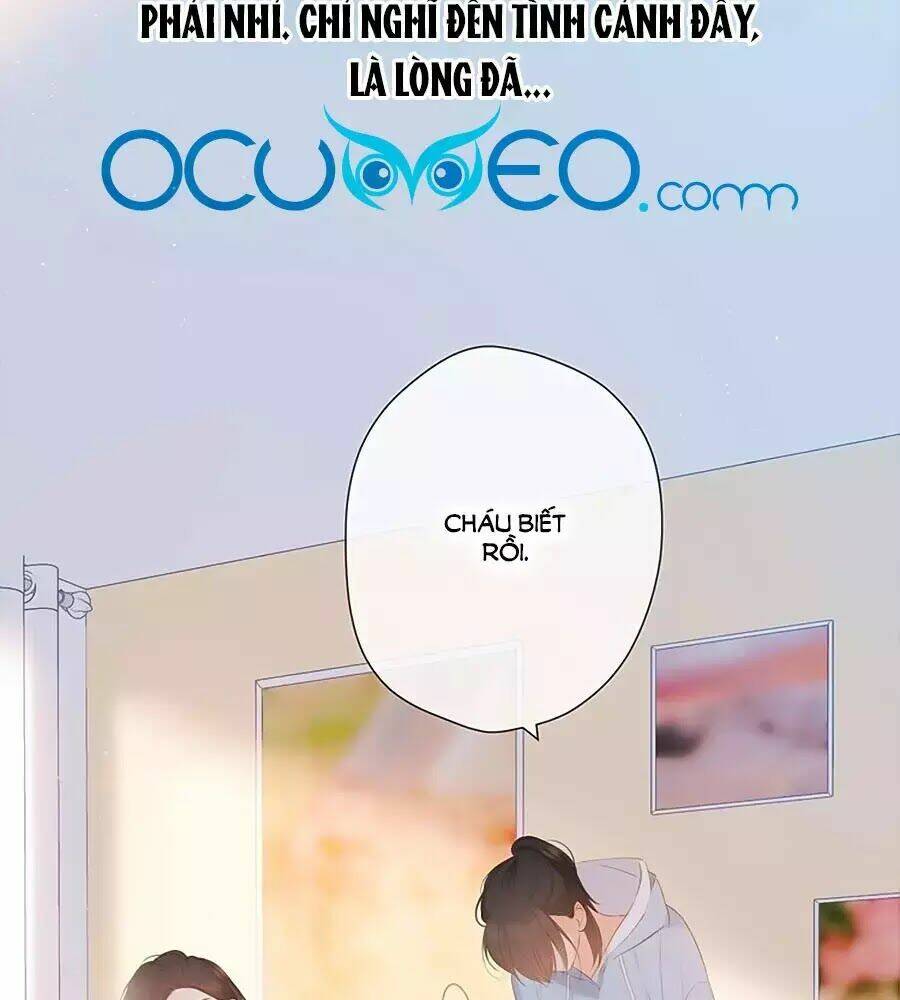 PHẢI NHỈ, CHỈ NGHĨ ĐẾN TÌNH CẢNH ĐẤY,
LÀ LÒNG ĐÃ...
OCUMEO.com
CHÁU BIẾT
RỒI.